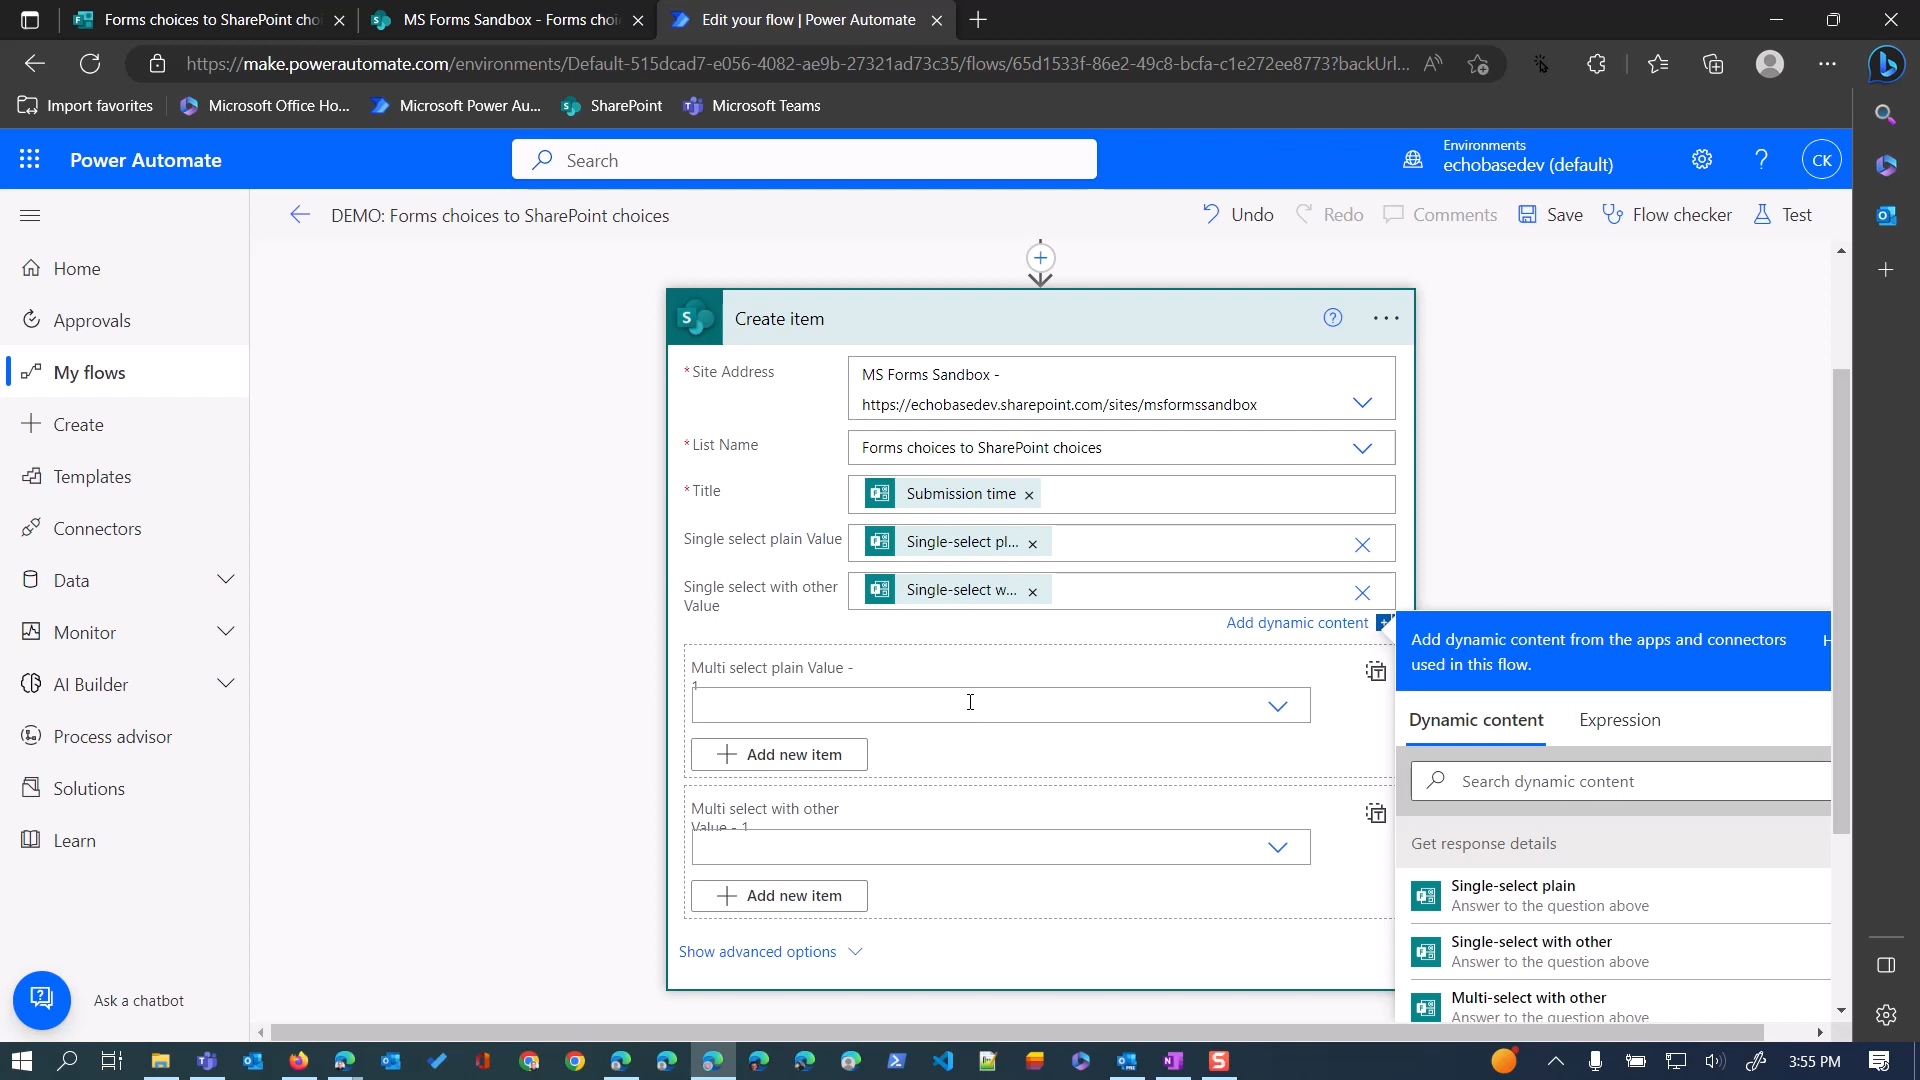 Forms choices to SharePoint cho
MS Forms Sandbox - Forms choi
Edit your flow | Power Automate
https://make.powerautomate.com/environments/Default-515dcad7-e056-4082-ae9b-27321ad73c35/flows/65d1533f-86e2-49c8-bcfa-c1e272ee8773?backUrl...
Import favorites
Microsoft Office Ho...
Microsoft Power Au...
SharePoint
Microsoft Teams
Power Automate
Search
Environments
echobasedev (default)
CK
DEMO: Forms choices to SharePoint choices
Undo
Redo
Comments
Save
Flow checker
Test
Home
Approvals
My flows
Create
Templates
Connectors
Data
Monitor
AI Builder
Process advisor
Solutions
Learn
Ask a chatbot
Create item
* Site Address
MS Forms Sandbox -
https://echobasedev.sharepoint.com/sites/msformssandbox
* List Name
Forms choices to SharePoint choices
* Title
Submission time
Single select plain Value
Single-select pl...
Single select with other
Value
Single-select w...
Add dynamic content
Multi select plain Value -
1
Add new item
Multi select with other
Value - 1
Add new item
Show advanced options
Add dynamic content from the apps and connectors
used in this flow.
Dynamic content
Expression
Search dynamic content
Get response details
Single-select plain
Answer to the question above
Single-select with other
Answer to the question above
Multi-select with other
Answer to the question above
3:55 PM